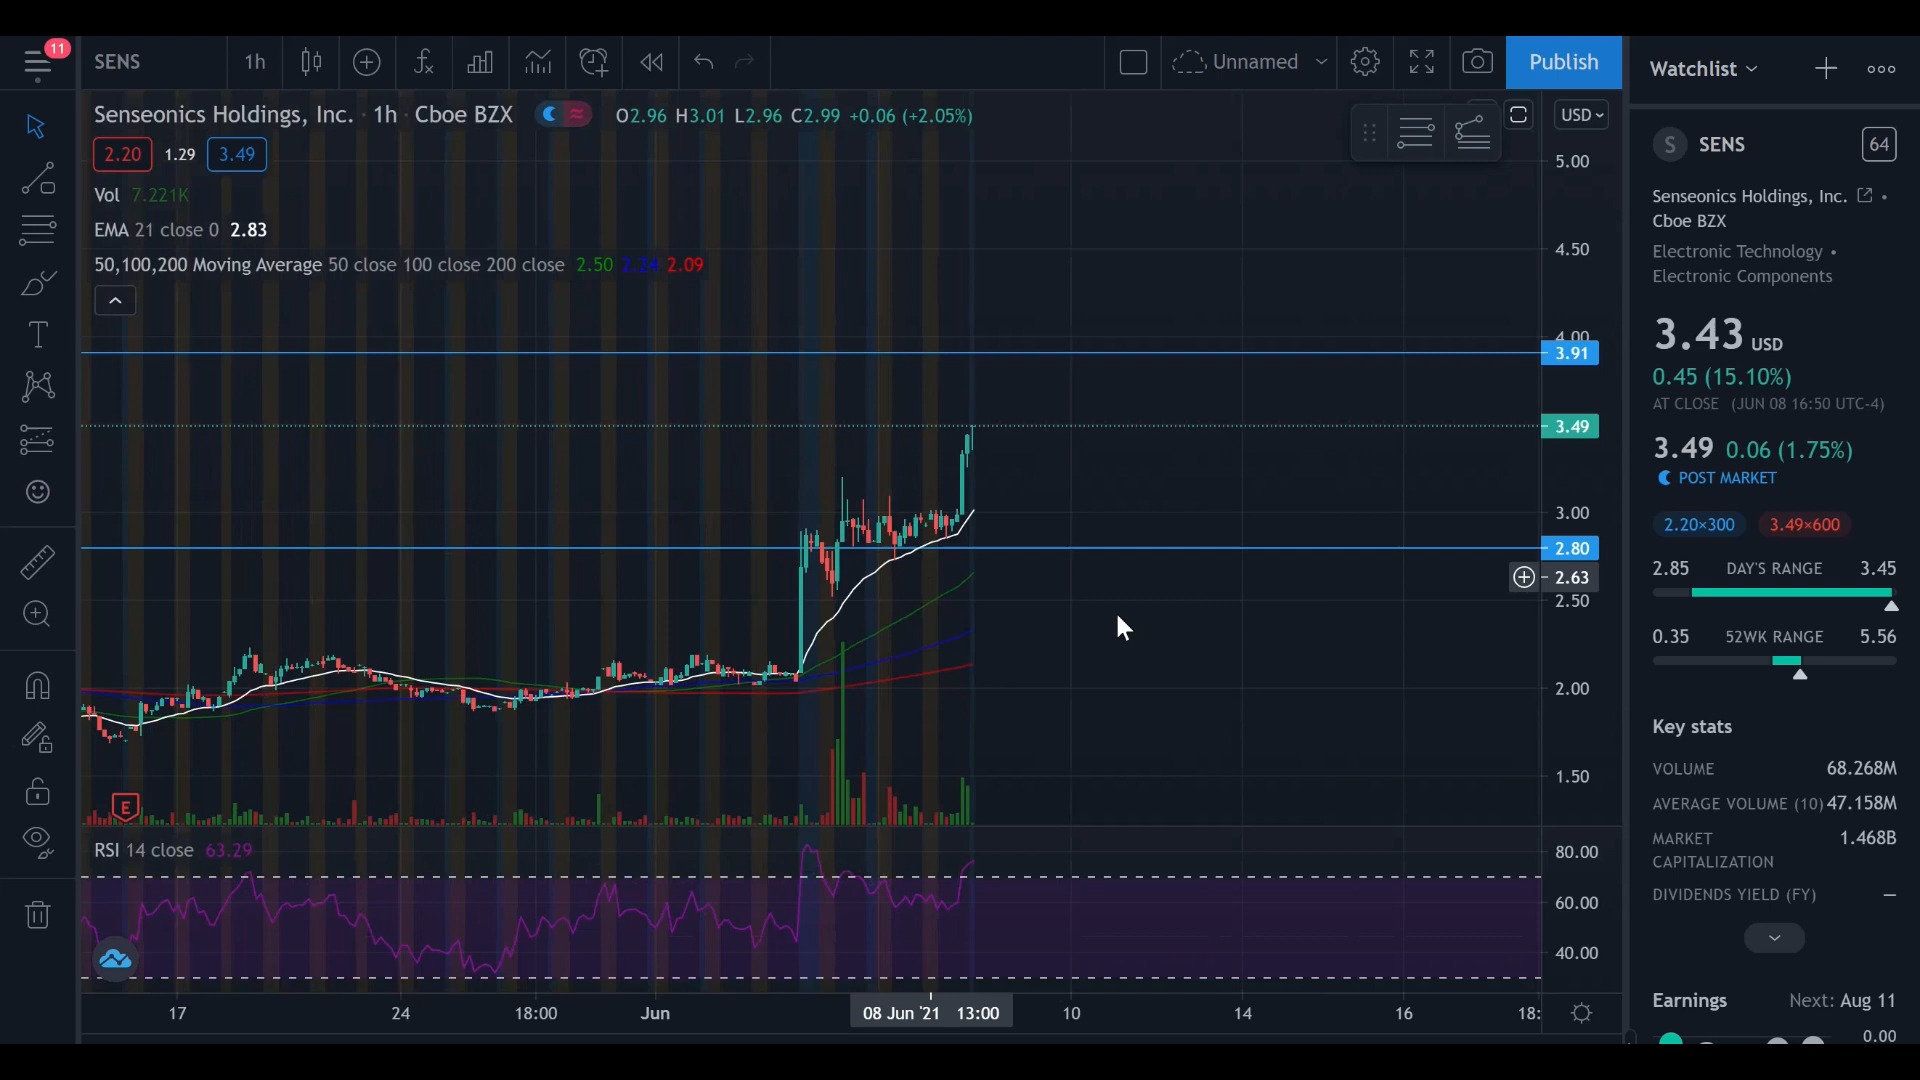 11
SENS
1h
Unnamed
Publish
Watchlist
Senseonics Holdings, Inc. · 1h · Cboe BZX
O2.96 H3.01 L2.96 C2.99 +0.06 (+2.05%)
USD
2.20 1.29 3.49
Vol 7.221K
EMA 21 close 0 2.83
50,100,200 Moving Average 50 close 100 close 200 close 2.50 2.24 2.09
5.00
4.50
4.00
3.91
3.49
3.00
2.80
2.63
2.50
2.00
1.50
E
RSI 14 close 63.29
80.00
60.00
40.00
17
24
18:00
Jun
08 Jun '21 13:00
10
14
16
18:
S SENS
64
Senseonics Holdings, Inc. •
Cboe BZX
Electronic Technology •
Electronic Components
3.43 USD
0.45 (15.10%)
AT CLOSE (JUN 08 16:50 UTC-4)
3.49 0.06 (1.75%)
POST MARKET
2.20×300 3.49×600
2.85 DAY'S RANGE 3.45
0.35 52WK RANGE 5.56
Key stats
VOLUME 68.268M
AVERAGE VOLUME (10) 47.158M
MARKET CAPITALIZATION 1.468B
DIVIDENDS YIELD (FY) —
Earnings Next: Aug 11
0.00